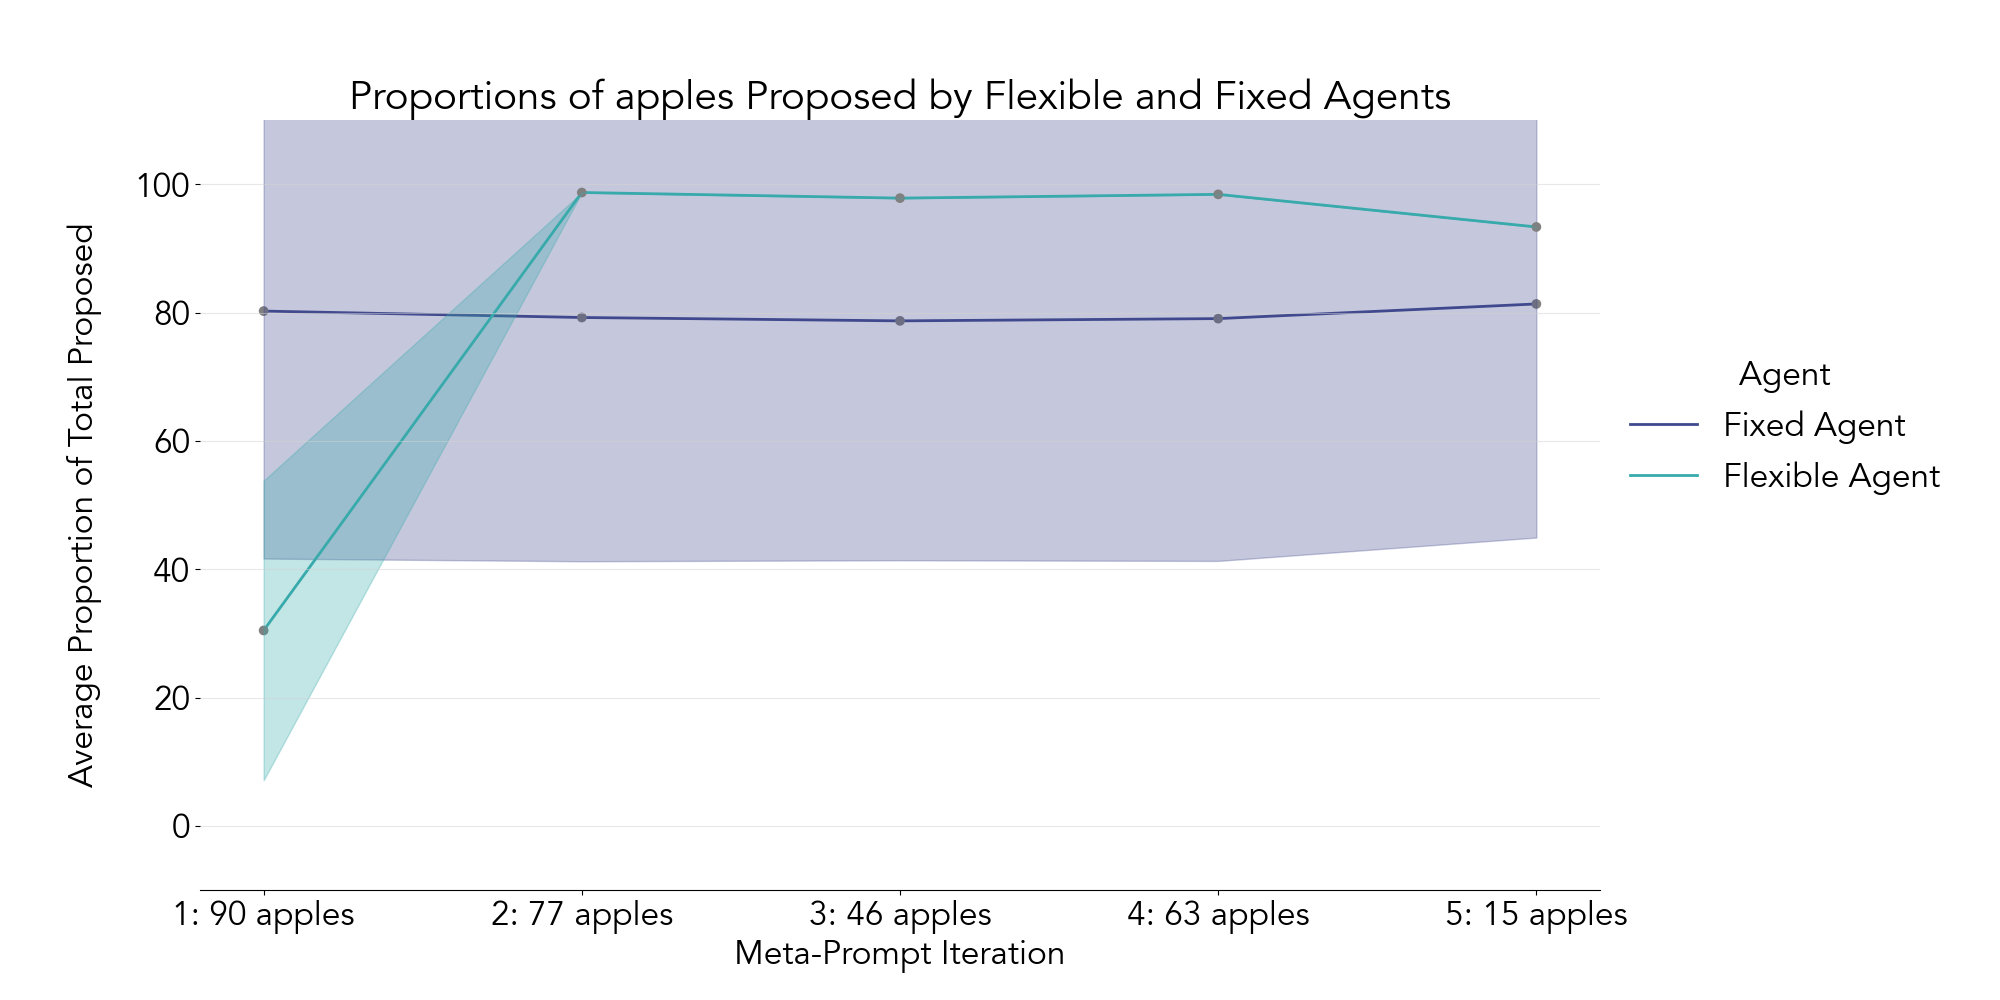 Proportions of apples Proposed by Flexible and Fixed Agents
Average Proportion of Total Proposed
100
80
60
40
20
0
1: 90 apples
2: 77 apples
3: 46 apples
4: 63 apples
5: 15 apples
Meta-Prompt Iteration
Agent
Fixed Agent
Flexible Agent